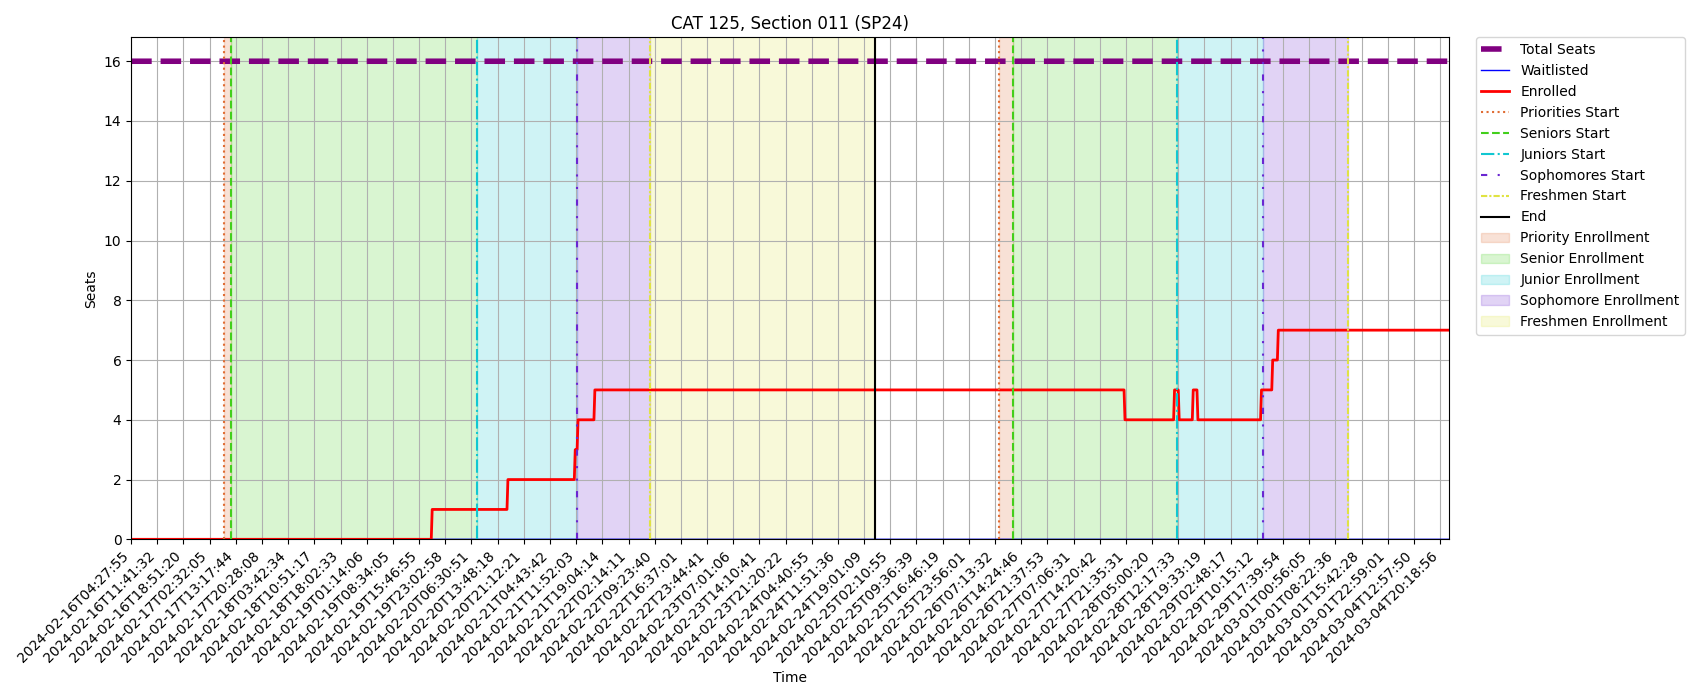 CAT 125, Section 011 (SP24)
Seats
16
14
12
10
8
6
4
2
0
2024-02-16T04:27:55
2024-02-16T11:41:32
2024-02-16T18:51:20
2024-02-17T02:32:05
2024-02-17T13:17:44
2024-02-17T20:28:08
2024-02-18T03:42:34
2024-02-18T10:51:17
2024-02-18T18:02:33
2024-02-19T01:14:06
2024-02-19T08:34:05
2024-02-19T15:46:55
2024-02-19T23:02:58
2024-02-20T06:30:51
2024-02-20T13:48:18
2024-02-20T21:12:21
2024-02-21T04:43:42
2024-02-21T11:52:03
2024-02-21T19:04:14
2024-02-22T02:14:11
2024-02-22T09:23:40
2024-02-22T16:37:01
2024-02-22T23:44:41
2024-02-23T07:01:06
2024-02-23T14:10:41
2024-02-23T21:20:22
2024-02-24T04:40:55
2024-02-24T11:51:36
2024-02-24T19:01:09
2024-02-25T02:10:55
2024-02-25T09:36:39
2024-02-25T16:46:19
2024-02-25T23:56:01
2024-02-26T07:13:32
2024-02-26T14:24:46
2024-02-26T21:37:53
2024-02-27T07:06:31
2024-02-27T14:20:42
2024-02-27T21:35:31
2024-02-28T05:00:20
2024-02-28T12:17:33
2024-02-28T19:33:19
2024-02-29T02:48:17
2024-02-29T10:15:12
2024-02-29T17:39:54
2024-03-01T00:56:05
2024-03-01T08:22:36
2024-03-01T15:42:28
2024-03-01T22:59:01
2024-03-04T12:57:50
2024-03-04T20:18:56
Time
Total Seats
Waitlisted
Enrolled
Priorities Start
Seniors Start
Juniors Start
Sophomores Start
Freshmen Start
End
Priority Enrollment
Senior Enrollment
Junior Enrollment
Sophomore Enrollment
Freshmen Enrollment